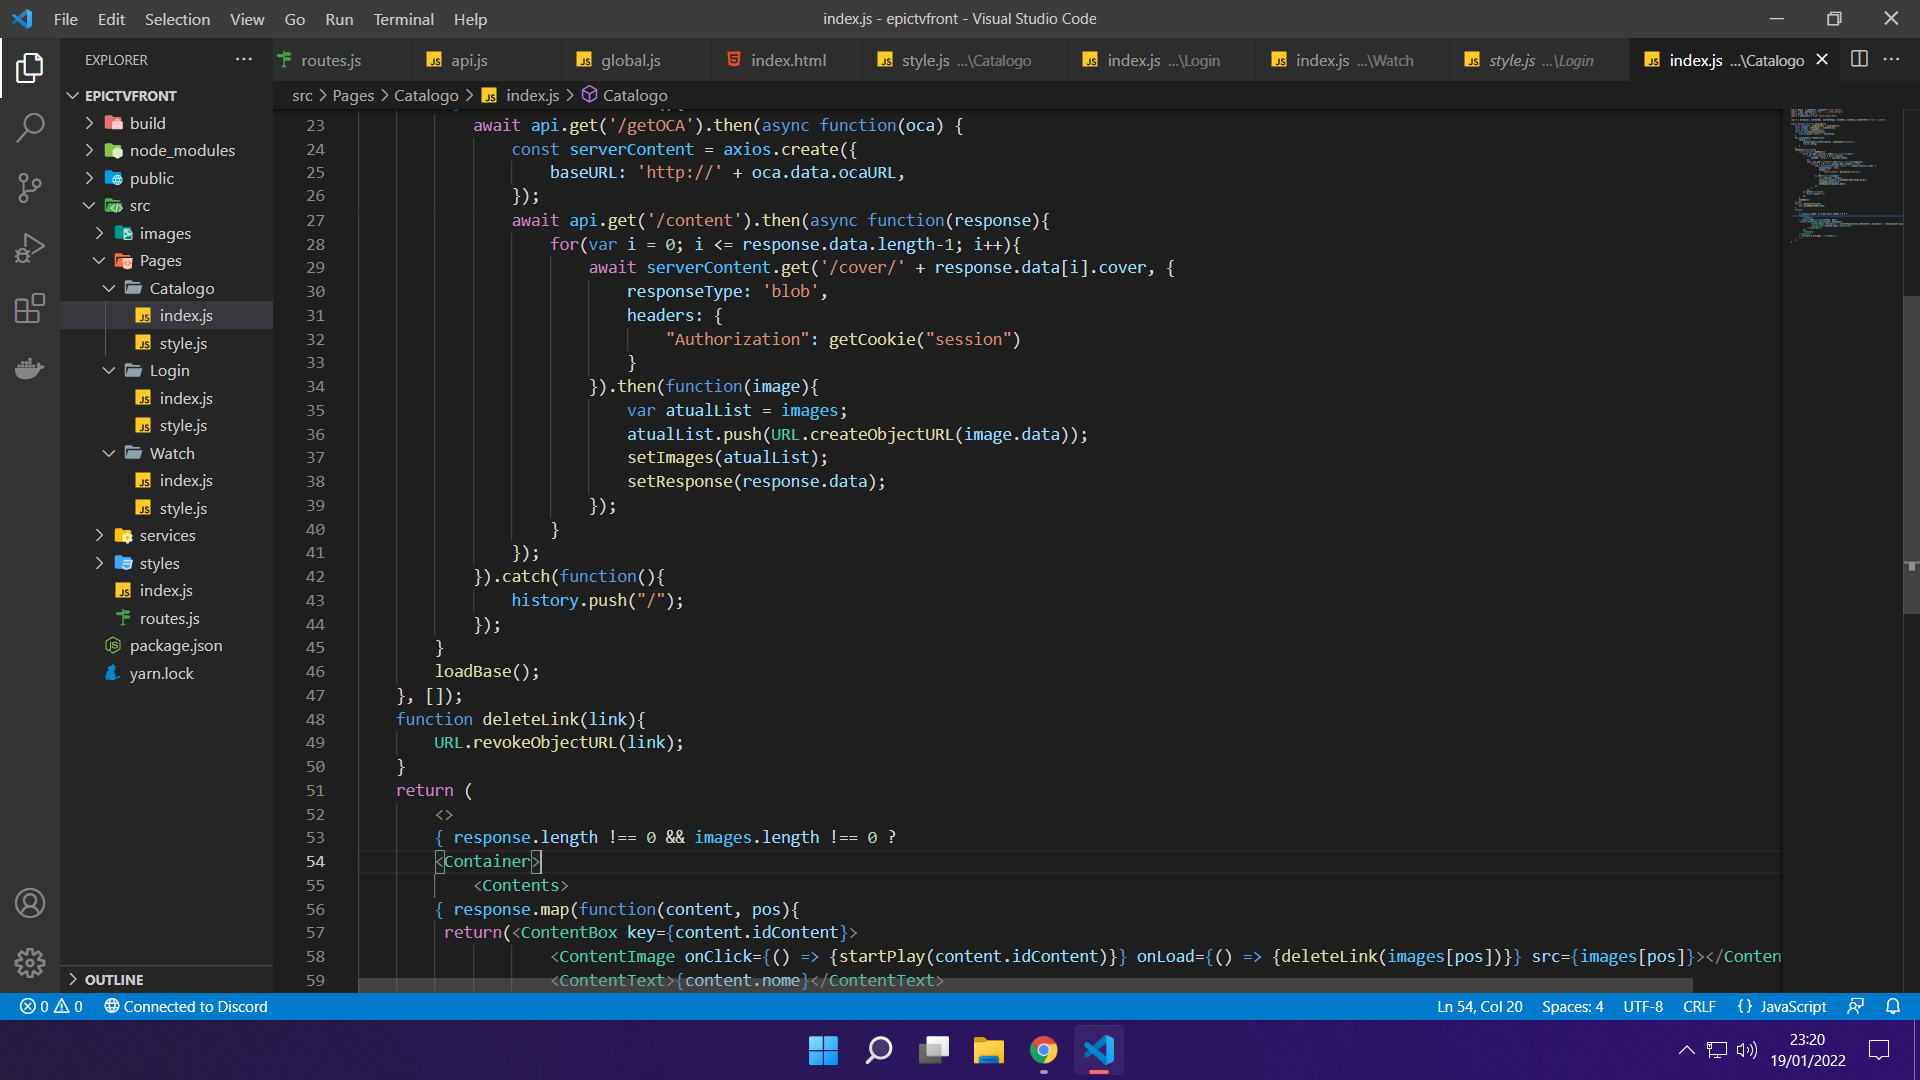 File Edit Selection View Go Run Terminal Help
index.js - epictvfront - Visual Studio Code
EXPLORER
routes.js
api.js
global.js
index.html
style.js ...\Catalogo
index.js ...\Login
index.js ...\Watch
style.js ...\Login
index.js ...\Catalogo
EPICTVFRONT
build
node_modules
public
src
images
Pages
Catalogo
index.js
style.js
Login
index.js
style.js
Watch
index.js
style.js
services
styles
index.js
routes.js
package.json
yarn.lock
OUTLINE
src > Pages > Catalogo > index.js > Catalogo
23 await api.get('/getOCA').then(async function(oca) {
24 const serverContent = axios.create({
25 baseURL: 'http://' + oca.data.ocaURL,
26 });
27 await api.get('/content').then(async function(response){
28 for(var i = 0; i <= response.data.length-1; i++){
29 await serverContent.get('/cover/' + response.data[i].cover, {
30 responseType: 'blob',
31 headers: {
32 "Authorization": getCookie("session")
33 }
34 }).then(function(image){
35 var atualList = images;
36 atualList.push(URL.createObjectURL(image.data));
37 setImages(atualList);
38 setResponse(response.data);
39 });
40 }
41 });
42 }).catch(function(){
43 history.push("/");
44 });
45 }
46 loadBase();
47 }, []);
48 function deleteLink(link){
49 URL.revokeObjectURL(link);
50 }
51 return (
52 <>
53 { response.length !== 0 && images.length !== 0 ?
54 <Container>
55 <Contents>
56 { response.map(function(content, pos){
57 return(<ContentBox key={content.idContent}>
58 <ContentImage onClick={() => {startPlay(content.idContent)}} onLoad={() => {deleteLink(images[pos])}} src={images[pos]}></Conten
59 <ContentText>{content.nome}</ContentText>
0 0 Connected to Discord
Ln 54, Col 20 Spaces: 4 UTF-8 CRLF {} JavaScript
23:20
19/01/2022